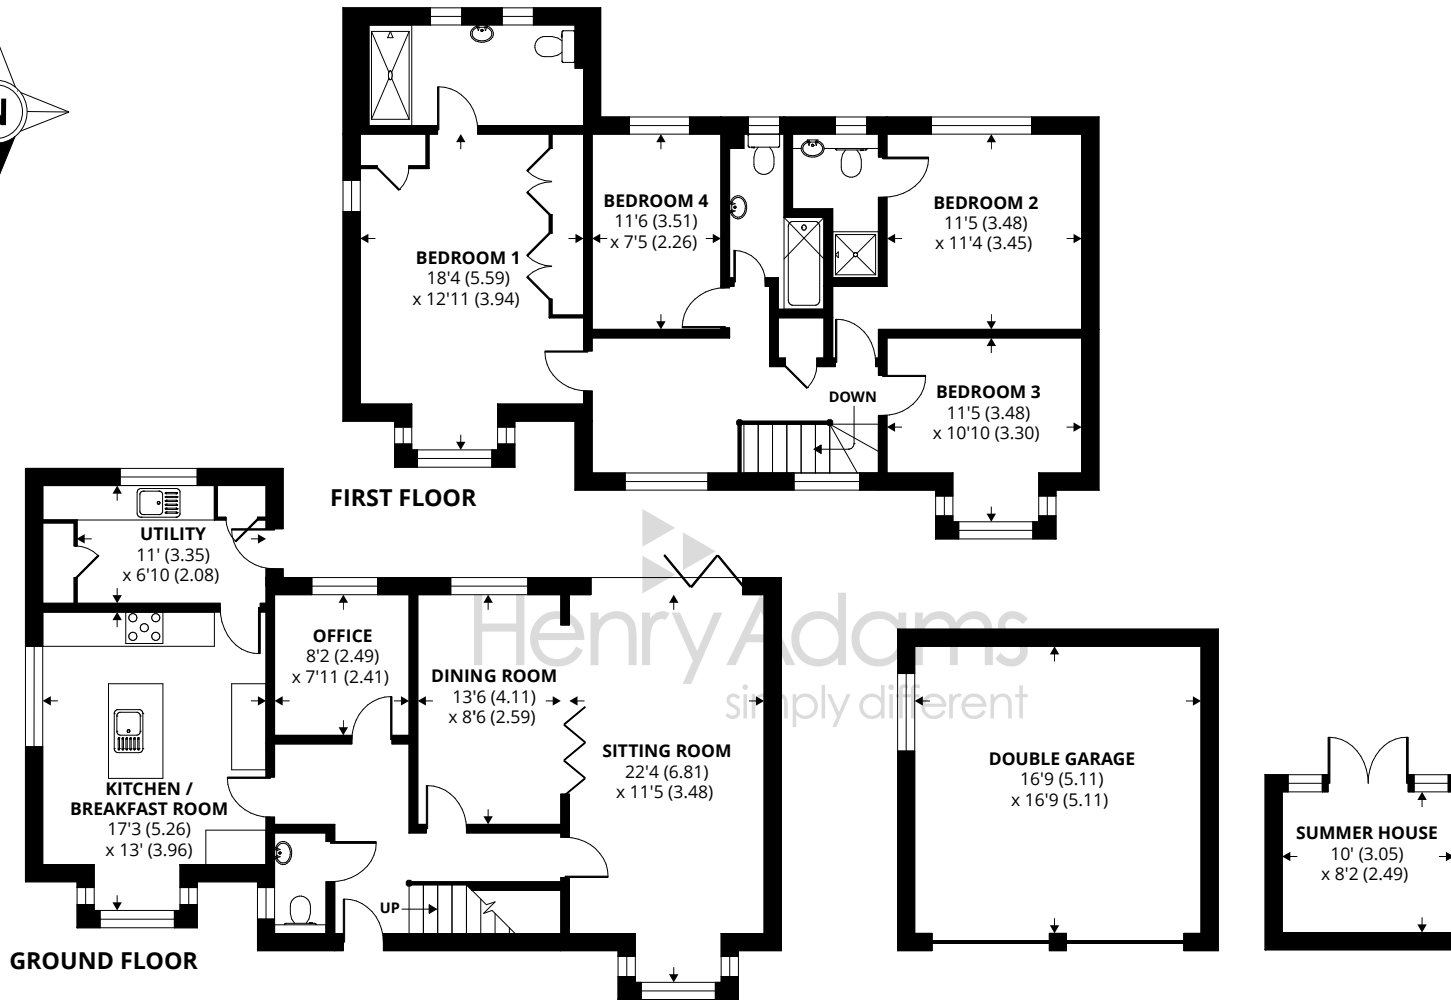 BEDROOM 4
11'6 (3.51)
x 7'5 (2.26)
BEDROOM 2
11'5 (3.48)
x 11'4 (3.45)
BEDROOM 1
18'4 (5.59)
x 12'11 (3.94)
DOWN
BEDROOM 3
11'5 (3.48)
x 10'10 (3.30)
FIRST FLOOR
UTILITY
11' (3.35)
x 6'10 (2.08)
OFFICE
8'2 (2.49)
x 7'11 (2.41)
DINING ROOM
13'6 (4.11)
x 8'6 (2.59)
HenryAdams
simply different
SITTING ROOM
22'4 (6.81)
x 11'5 (3.48)
KITCHEN /
BREAKFAST ROOM
17'3 (5.26)
x 13' (3.96)
UP
GROUND FLOOR
DOUBLE GARAGE
16'9 (5.11)
x 16'9 (5.11)
SUMMER HOUSE
10' (3.05)
x 8'2 (2.49)